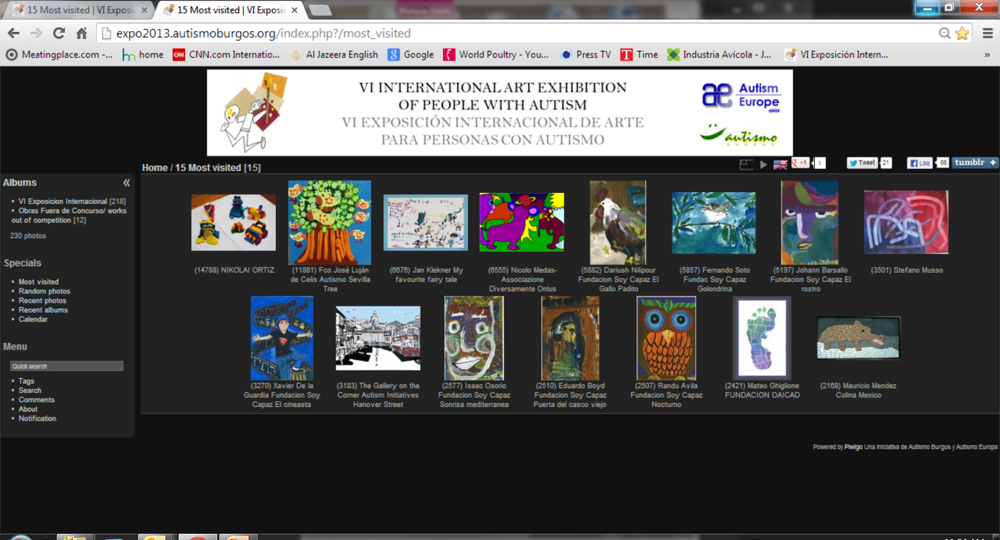 15 Most visited | VI Exposi
15 Most visited | VI Exposi
expo2013.autismoburgos.org/index.php?/most_visited
Meatingplace.com -...
home
CNN
CNN.com Internatio...
Al Jazeera English
8
Google
World Poultry - You...
Press TV
T
Time
Industria Avícola - J...
VI Exposición Intern...
»
VI INTERNATIONAL ART EXHIBITION
OF PEOPLE WITH AUTISM
VI EXPOSICIÓN INTERNACIONAL DE ARTE
PARA PERSONAS CON AUTISMO
ae
Autism
Europe
aisbl
autismo
BURGOS
Home / 15 Most visited [15]
g +1
1
Tweet
21
Like
66
tumblr +
Albums
«
VI Exposicion Internacional [218]
Obras Fuera de Concurso/ works
out of competition [12]
230 photos
Specials
Most visited
Random photos
Recent photos
Recent albums
Calendar
Menu
Quick search
Tags
Search
Comments
About
Notification
(14788) NIKOLAI ORTIZ
(11881) Fco José Luján
de Celis Autismo Sevilla
Tree
(6676) Jan Klekner My
favourite fairy tale
(6555) Nicolo Medas-
Associazione
Diversamente Onlus
(5882) Dariush Nilipour
Fundacion Soy Capaz El
Gallo Padito
(5857) Fernando Soto
Fundac Soy Capaz
Golondrina
(5197) Johann Barsallo
Fundacion Soy Capaz El
rostro
(3501) Stefano Musso
(3270) Xavier De la
Guardia Fundacion Soy
Capaz El cineasta
(3183) The Gallery on the
Corner Autism Initiatives
Hanover Street
(2577) Isaac Osorio
Fundacion Soy Capaz
Sonrisa mediterranea
(2510) Eduardo Boyd
Fundacion Soy Capaz
Puerta del casco viejo
(2507) Randu Avila
Fundacion Soy Capaz
Nocturno
(2421) Mateo Ghiglione
FUNDACION DAICAD
(2168) Mauricio Mendez
Colina Mexico
Powered by Piwigo Una iniciativa de Autismo Burgos y Autismo Europa